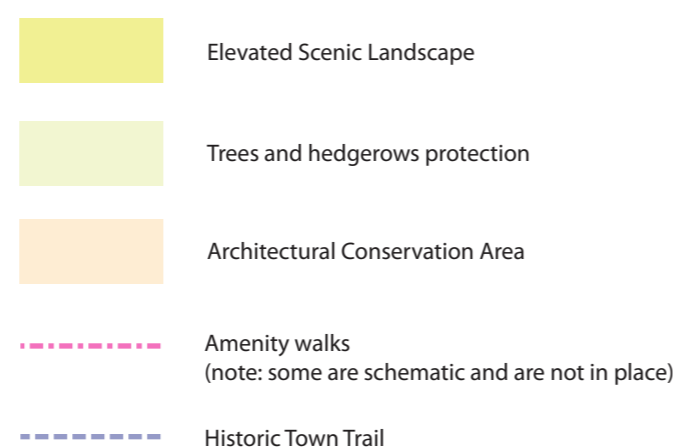 Elevated Scenic Landscape
Trees and hedgerows protection
Architectural Conservation Area
Amenity walks
(note: some are schematic and are not in place)
Historic Town Trail